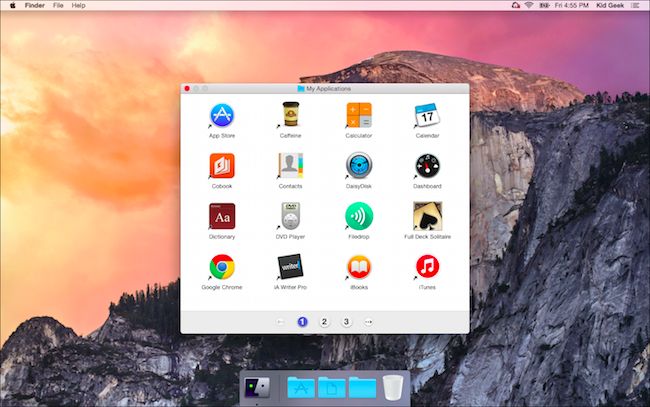 Finder File Help Fri 4:55 PM Kid Geek
My Applications
App Store Caffeine Calculator Calendar
17
Cobook Contacts DaisyDisk Dashboard
Aa
DVD
Dictionary DVD Player Filedrop Full Deck Solitaire
writer
Google Chrome iA Writer Pro iBooks iTunes
1 2 3